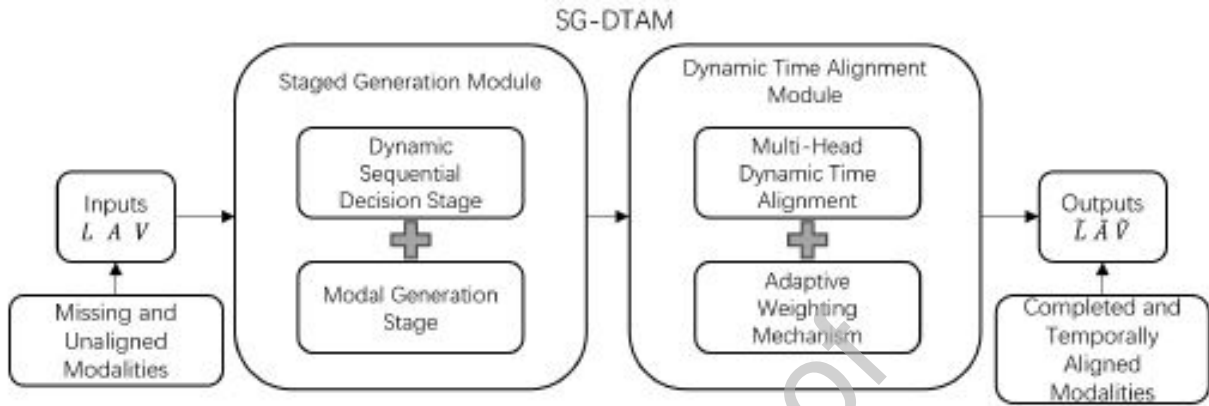 SG-DTAM
Staged Generation Module
Dynamic
Sequential
Decision Stage
Modal Generation
Stage
Dynamic Time Alignment
Module
Multi-Head
Dynamic Time
Alignment
Adaptive
Weighting
Mechanism
Inputs
L A V
Missing and
Unaligned
Modalities
Outputs
L̃ Ã Ṽ
Completed and
Temporally
Aligned
Modalities
of